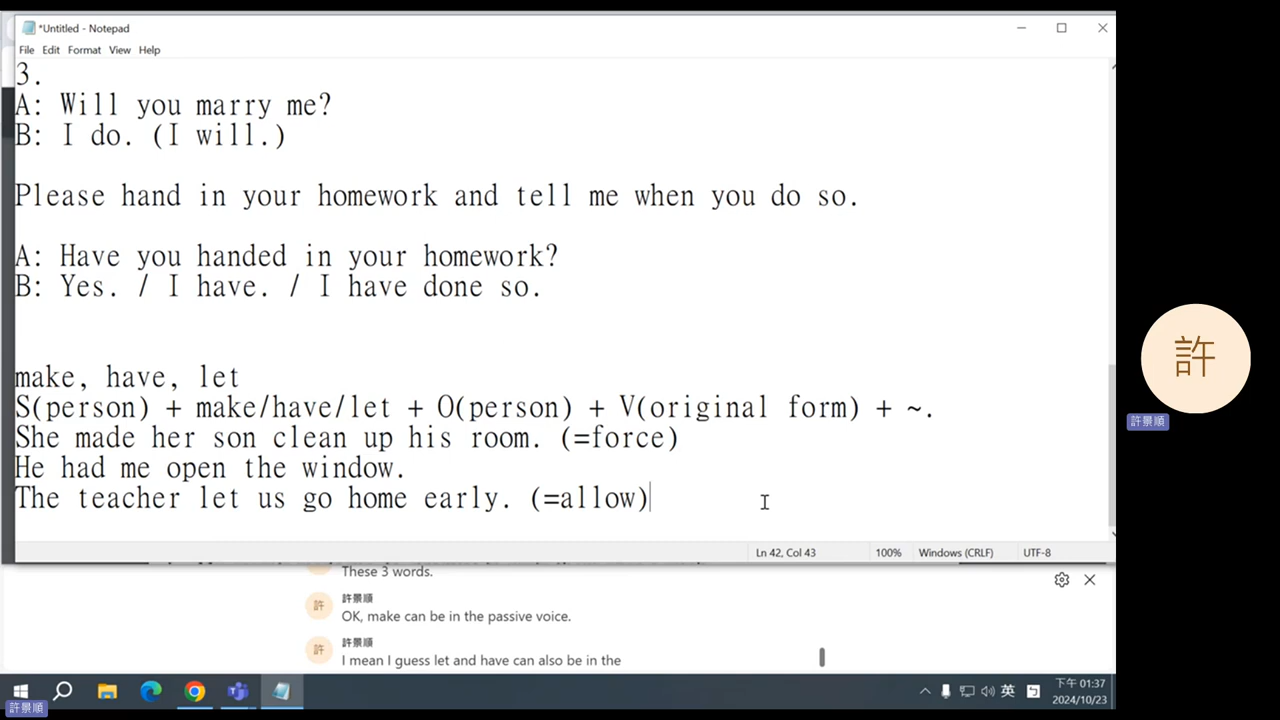 *Untitled - Notepad
File Edit Format View Help
3.
A: Will you marry me?
B: I do. (I will.)
Please hand in your homework and tell me when you do so.
A: Have you handed in your homework?
B: Yes. / I have. / I have done so.
make, have, let
S(person) + make/have/let + O(person) + V(original form) + ~.
She made her son clean up his room. (=force)
He had me open the window.
The teacher let us go home early. (=allow)
Ln 42, Col 43 100% Windows (CRLF) UTF-8
These 3 words.
許 許景順
OK, make can be in the passive voice.
許 許景順
I mean I guess let and have can also be in the
英 下午 01:37
2024/10/23
許景順
許
許景順